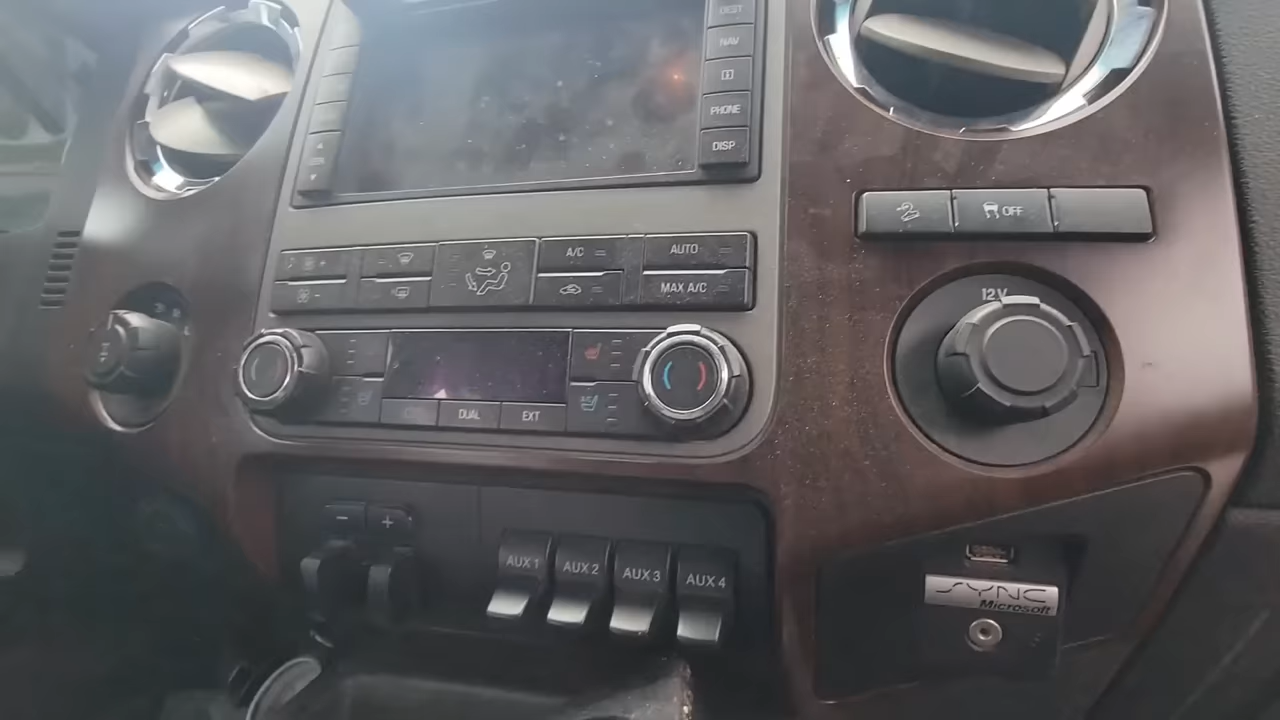 DEST
NAV
PHONE
DISP
OFF
A/C
AUTO
MAX A/C
12V
DUAL
EXT
- +
AUX 1 AUX 2 AUX 3 AUX 4
SYNC
Microsoft